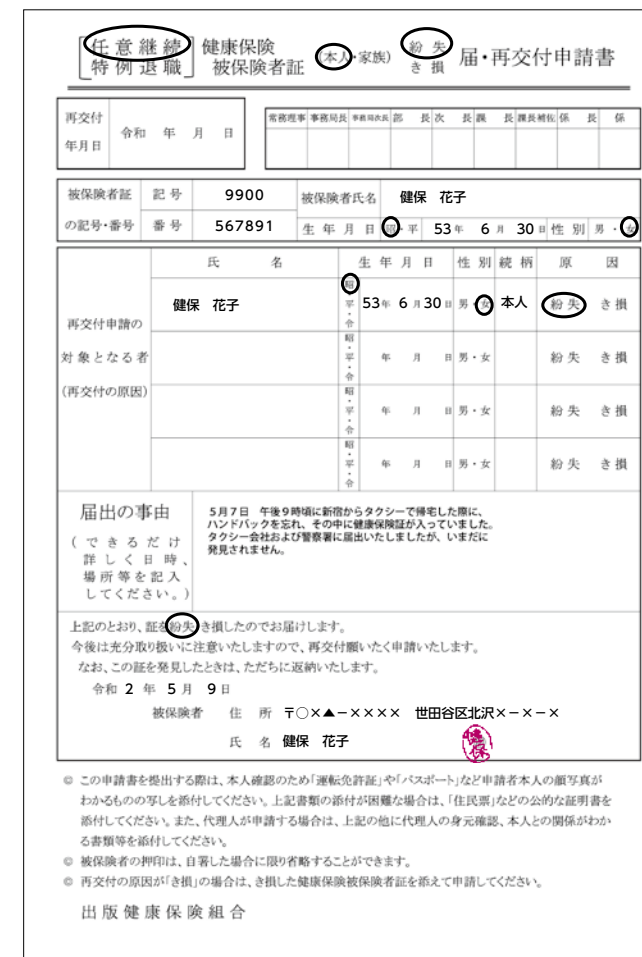 任意継続 健康保険 (本人・家族) 紛失 届・再交付申請書
特例退職 被保険者証 き損
再交付
年月日
令和 年 月 日
常務理事 事務局長 事務局次長 部長 次長 課長 課長補佐 係長 係
被保険者証 記号 9900 被保険者氏名 健保 花子
の記号・番号 番号 567891 生年月日 昭・平 53年 6月 30日 性別 男・女
氏名 生年月日 性別 続柄 原因
再交付申請の
対象となる者
(再交付の原因)
健保 花子 昭・平・令 53年 6月30日 男・女 本人 紛失 き損
昭・平・令 年 月 日 男・女 紛失 き損
昭・平・令 年 月 日 男・女 紛失 き損
昭・平・令 年 月 日 男・女 紛失 き損
届出の事由
(できるだけ
詳しく日時、
場所等を記入
してください。)
5月7日 午後9時頃に新宿からタクシーで帰宅した際に、
ハンドバックを忘れ、その中に健康保険証が入っていました。
タクシー会社および警察署に届出いたしましたが、いまだに
発見されません。
上記のとおり、証を紛失・き損したのでお届けします。
今後は充分取り扱いに注意いたしますので、再交付願いたく申請いたします。
なお、この証を発見したときは、ただちに返納いたします。
令和 2 年 5 月 9 日
被保険者 住所 〒○×▲−×××× 世田谷区北沢×−×−×
氏名 健保 花子
健保
◎ この申請書を提出する際は、本人確認のため「運転免許証」や「パスポート」など申請者本人の顔写真が
わかるものの写しを添付してください。上記書類の添付が困難な場合は、「住民票」などの公的な証明書を
添付してください。また、代理人が申請する場合は、上記の他に代理人の身元確認、本人との関係がわか
る書類等を添付してください。
◎ 被保険者の押印は、自署した場合に限り省略することができます。
◎ 再交付の原因が「き損」の場合は、き損した健康保険被保険者証を添えて申請してください。
出版健康保険組合